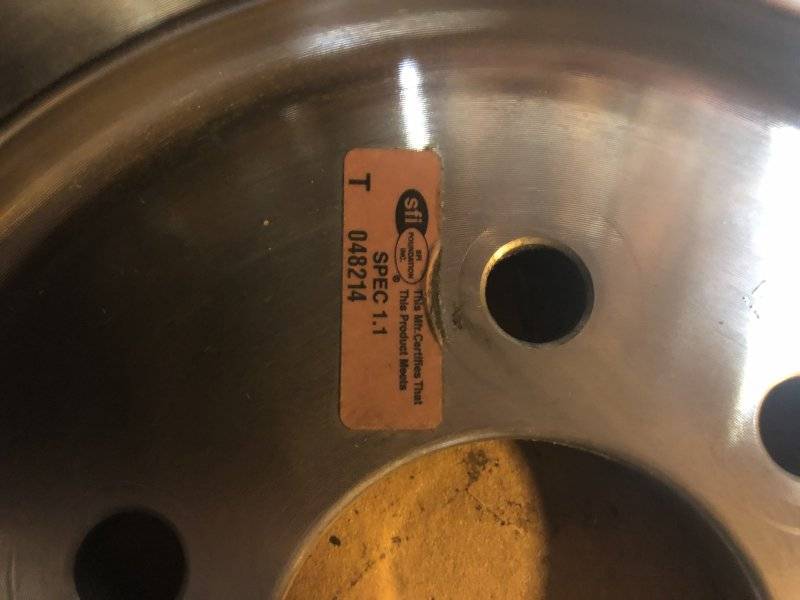 sfi
SFI
FOUNDATION
INC.
®
This Mfr. Certifies That
This Product Meets
SPEC 1.1
T 048214